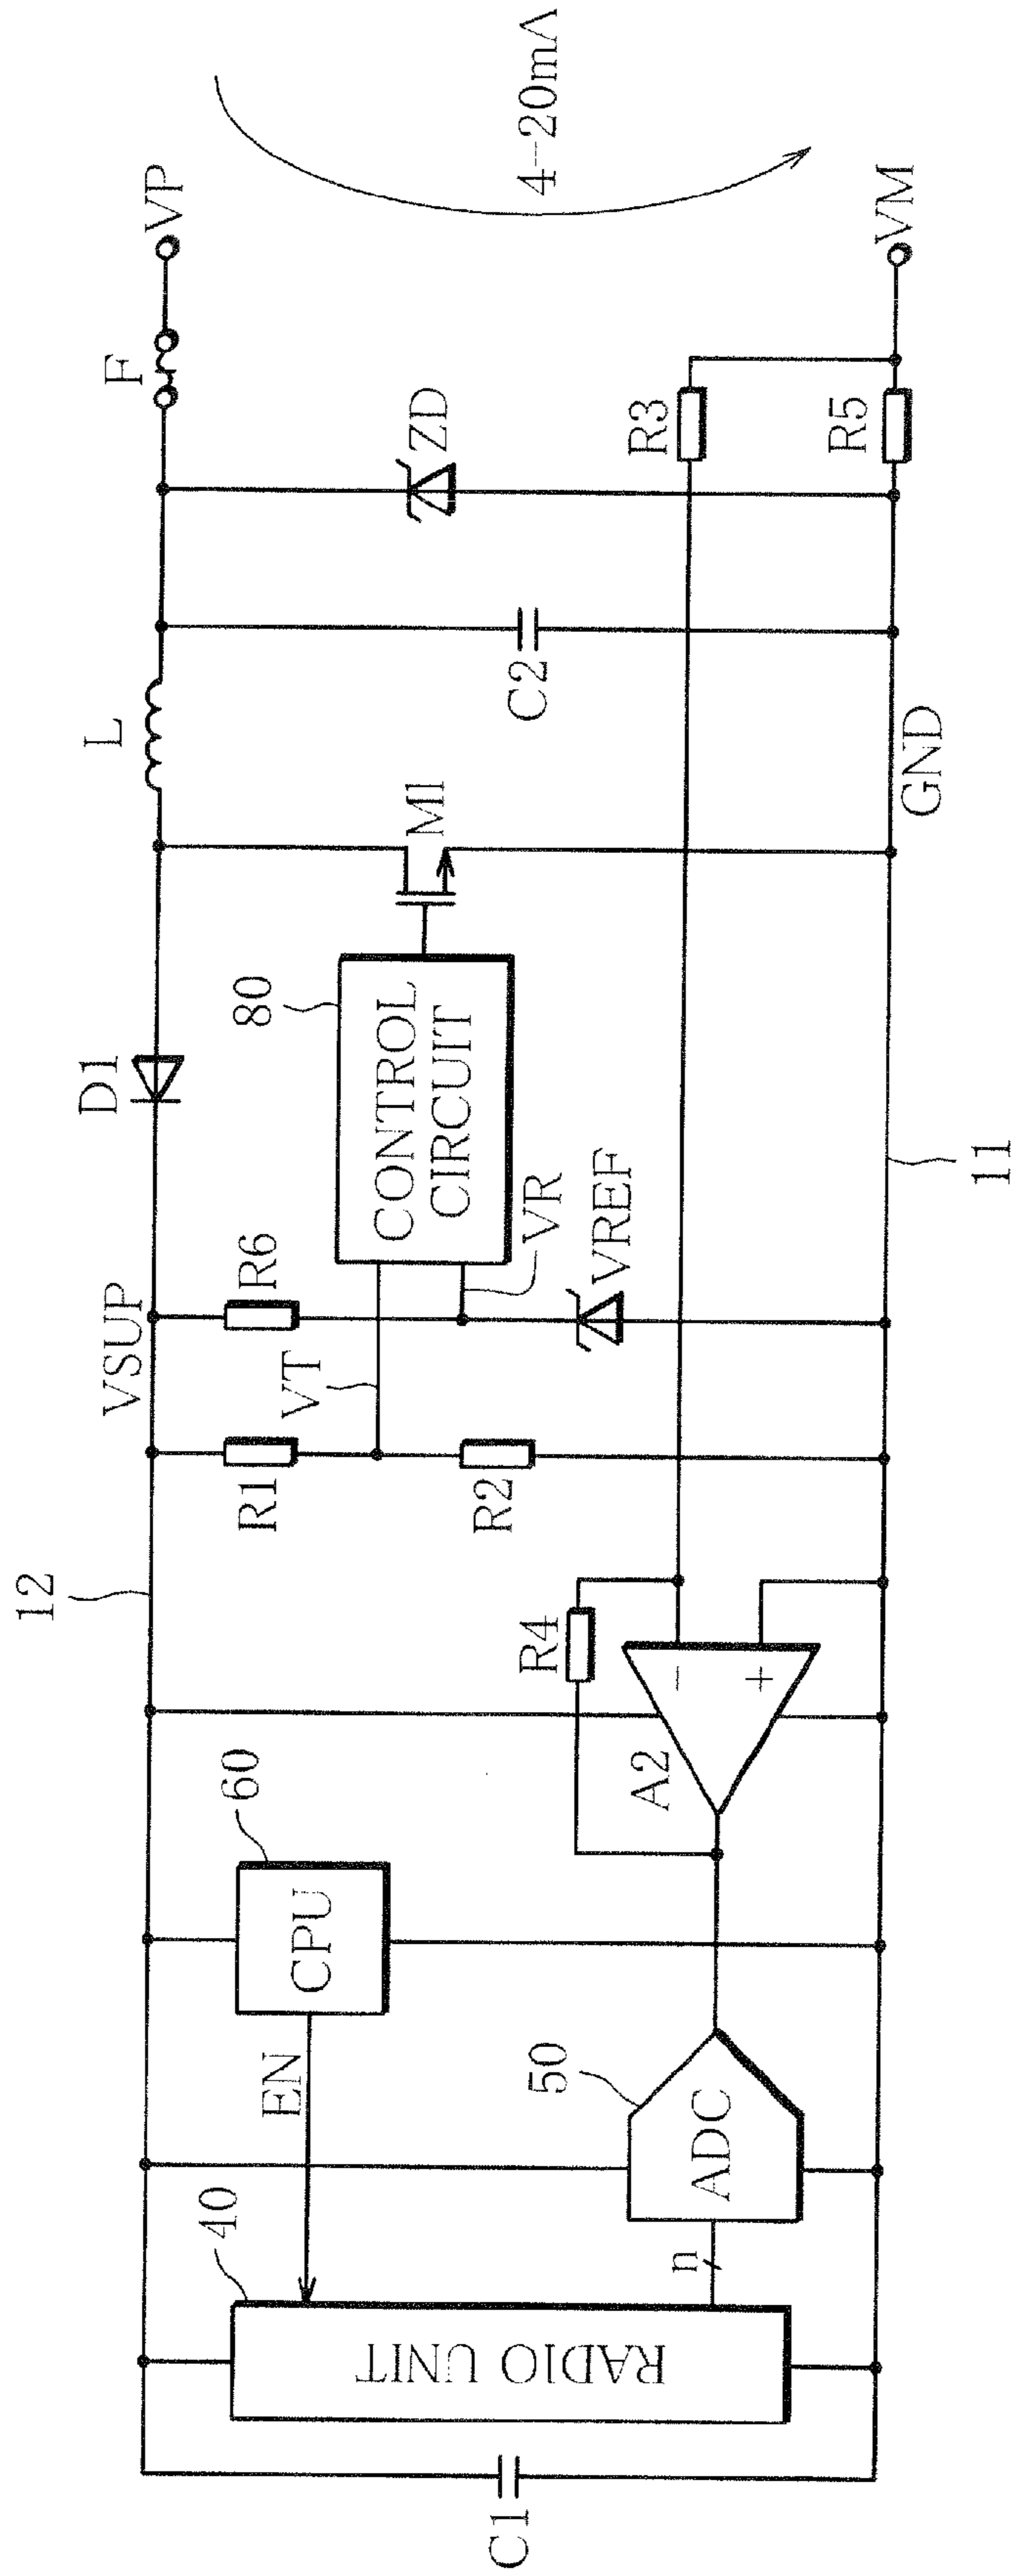 VP
VM
4-20mA
F
ZD
R3
R5
C2
L
GND
M1
80
CONTROL
CIRCUIT
D1
11
VR
VREF
R6
VSUP
VT
R1
R2
12
R4
-
+
A2
60
CPU
EN
50
ADC
n
40
RADIO UNIT
C1